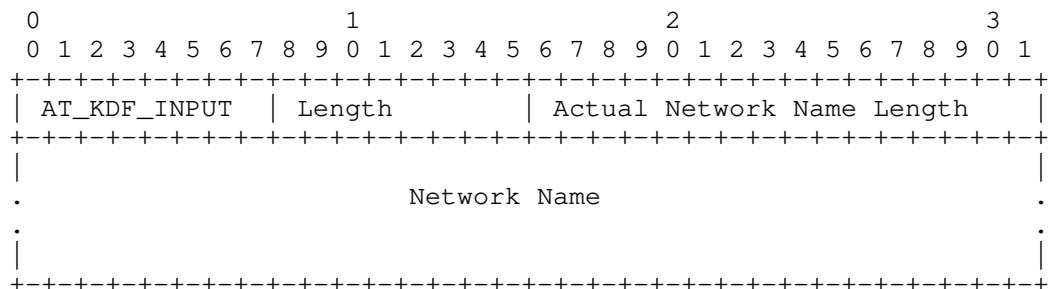 0                   1                   2                   3
 0 1 2 3 4 5 6 7 8 9 0 1 2 3 4 5 6 7 8 9 0 1 2 3 4 5 6 7 8 9 0 1
+-+-+-+-+-+-+-+-+-+-+-+-+-+-+-+-+-+-+-+-+-+-+-+-+-+-+-+-+-+-+-+-+
| AT_KDF_INPUT  | Length        | Actual Network Name Length    |
+-+-+-+-+-+-+-+-+-+-+-+-+-+-+-+-+-+-+-+-+-+-+-+-+-+-+-+-+-+-+-+-+
|                                                               |
.                        Network Name                           .
.                                                               .
|                                                               |
+-+-+-+-+-+-+-+-+-+-+-+-+-+-+-+-+-+-+-+-+-+-+-+-+-+-+-+-+-+-+-+-+